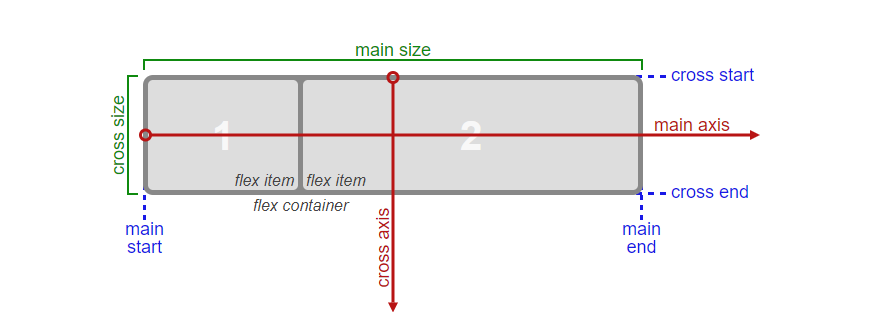 main size
cross start
cross size
1
2
main axis
flex item
flex item
cross end
flex container
cross axis
main
start
main
end